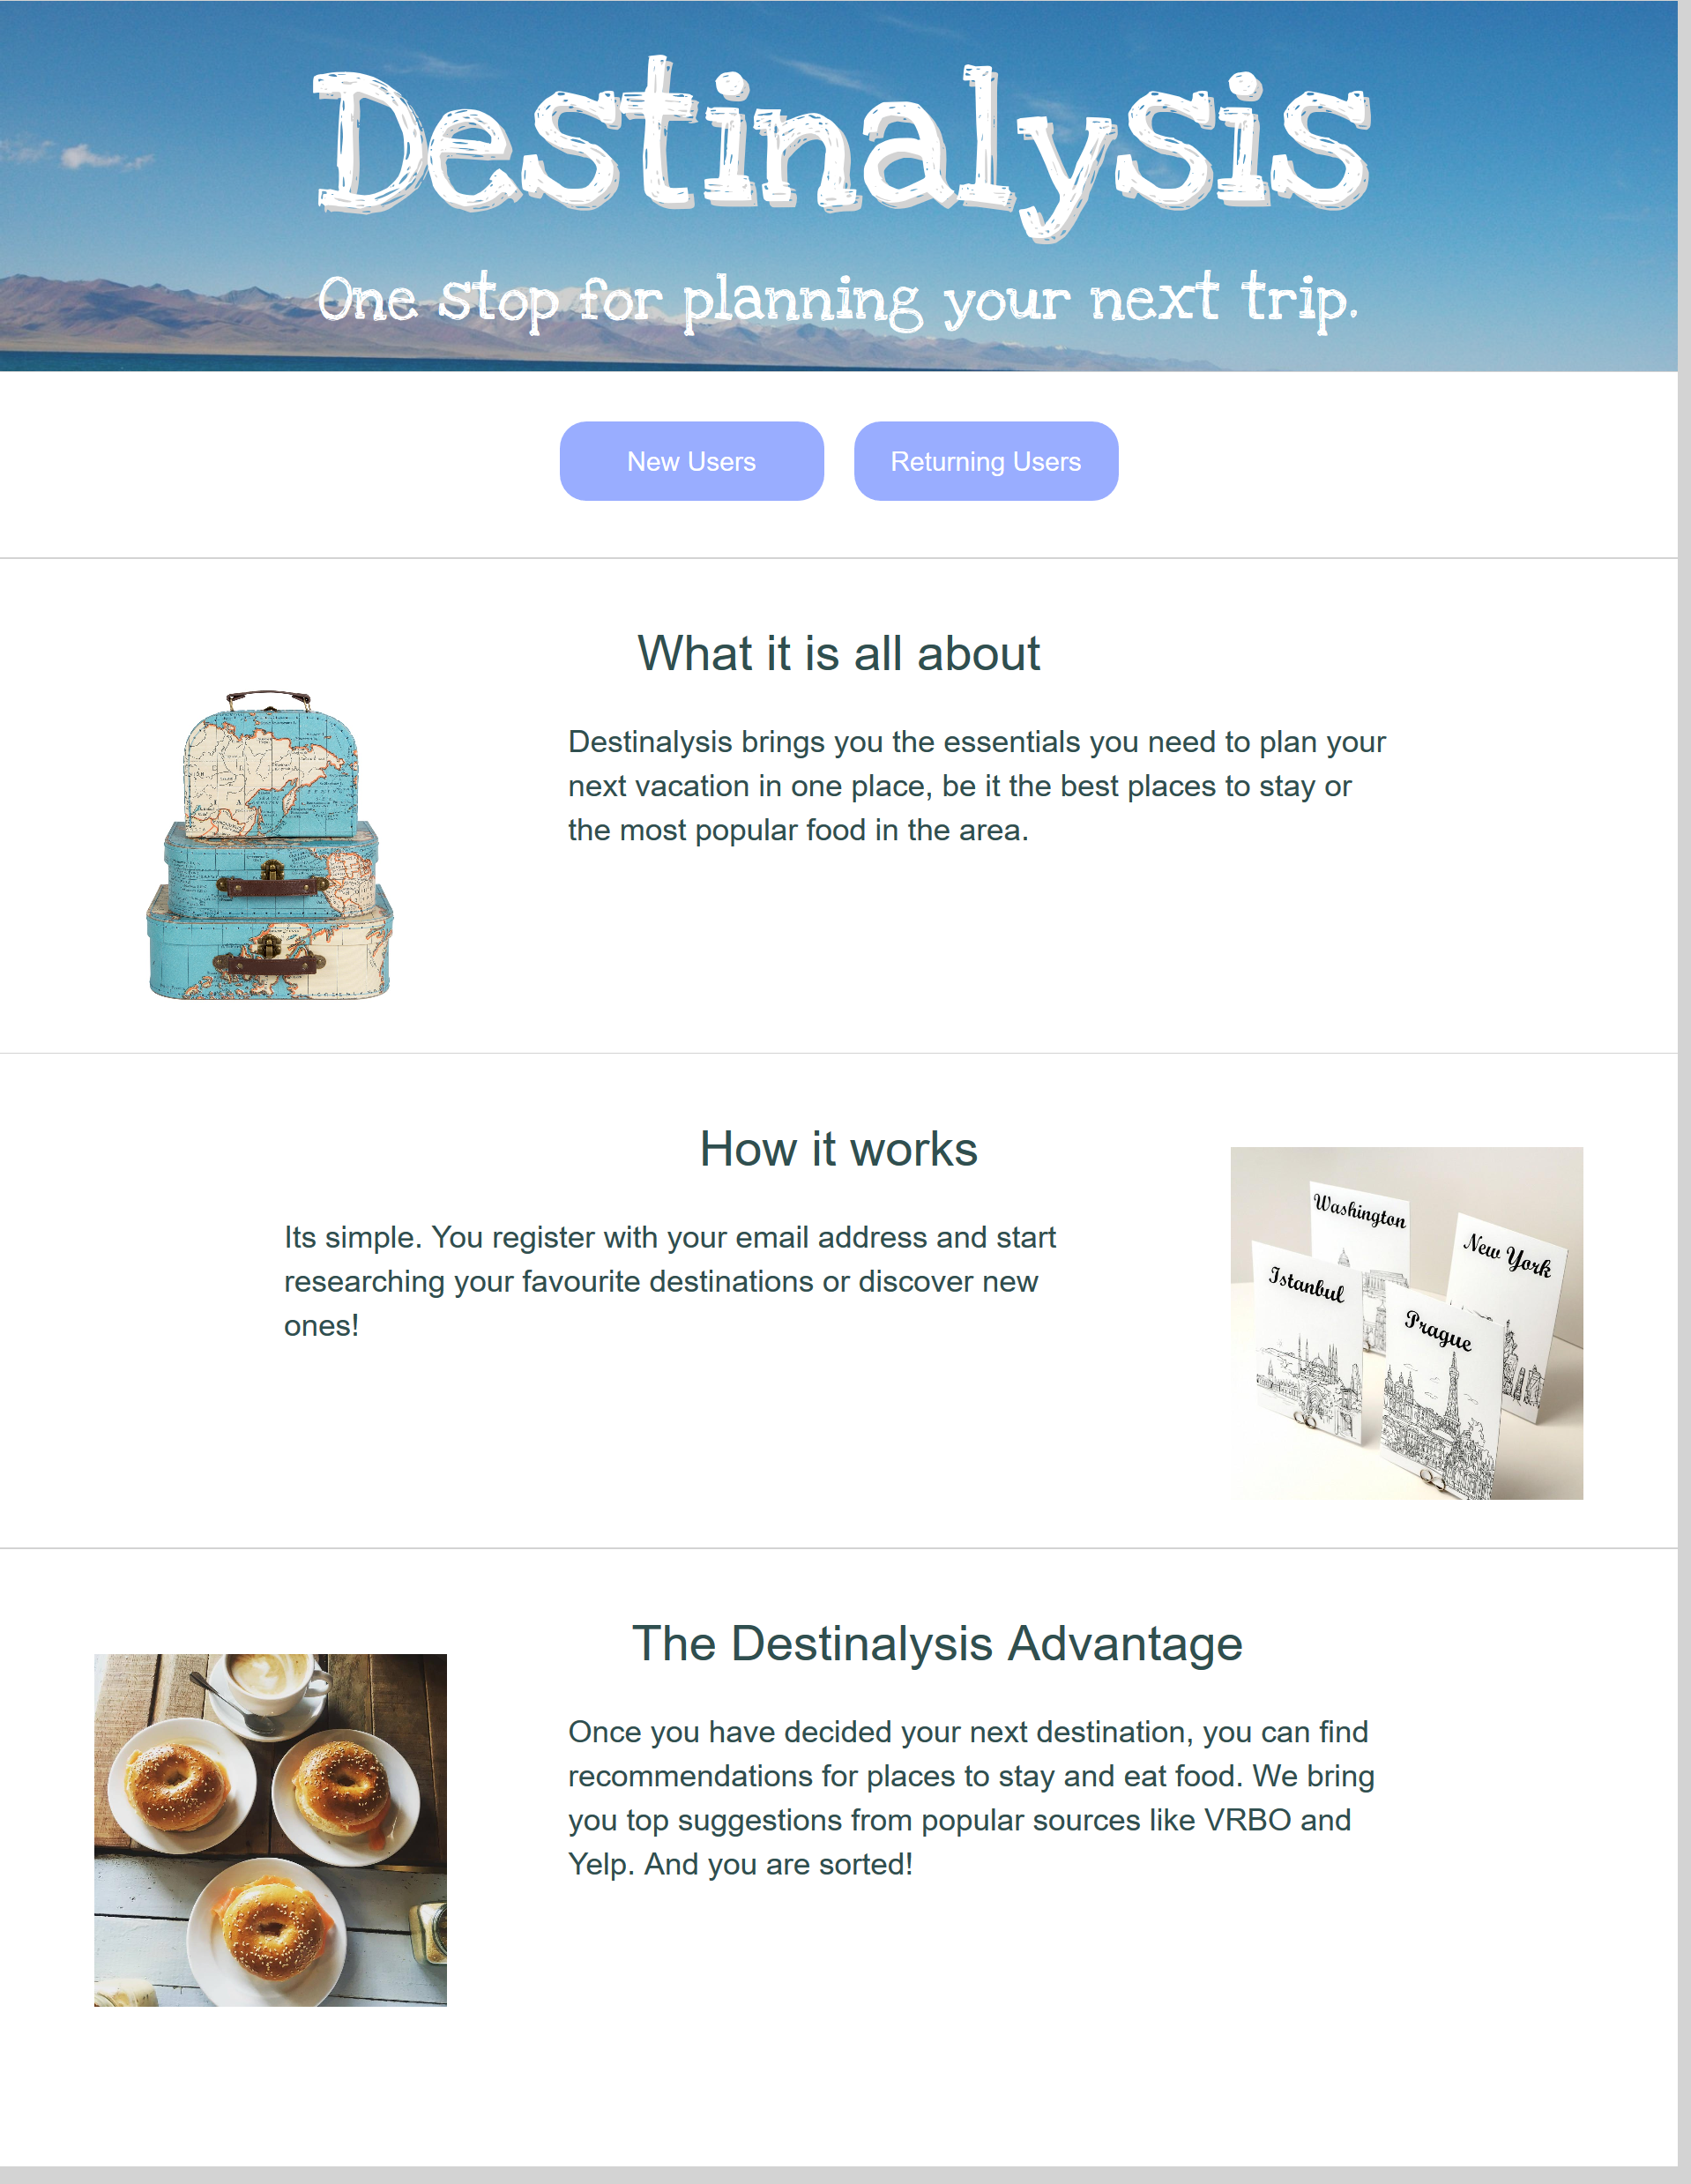 Destinalysis
One stop for planning your next trip.
New Users
Returning Users
What it is all about
Destinalysis brings you the essentials you need to plan your
next vacation in one place, be it the best places to stay or
the most popular food in the area.
How it works
Its simple. You register with your email address and start
researching your favourite destinations or discover new
ones!
Washington
New York
Istanbul
Prague
The Destinalysis Advantage
Once you have decided your next destination, you can find
recommendations for places to stay and eat food. We bring
you top suggestions from popular sources like VRBO and
Yelp. And you are sorted!